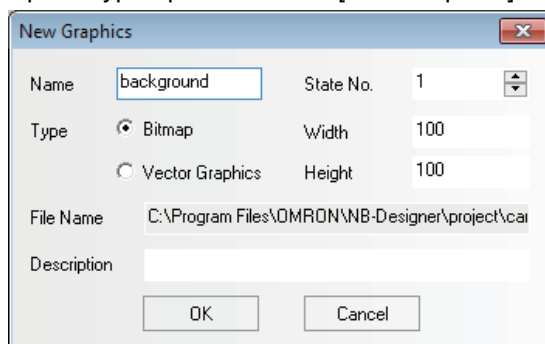 New Graphics
Name background State No. 1
Type Bitmap Width 100
Vector Graphics Height 100
File Name C:\Program Files\OMRON\NB-Designer\project\car
Description
OK Cancel